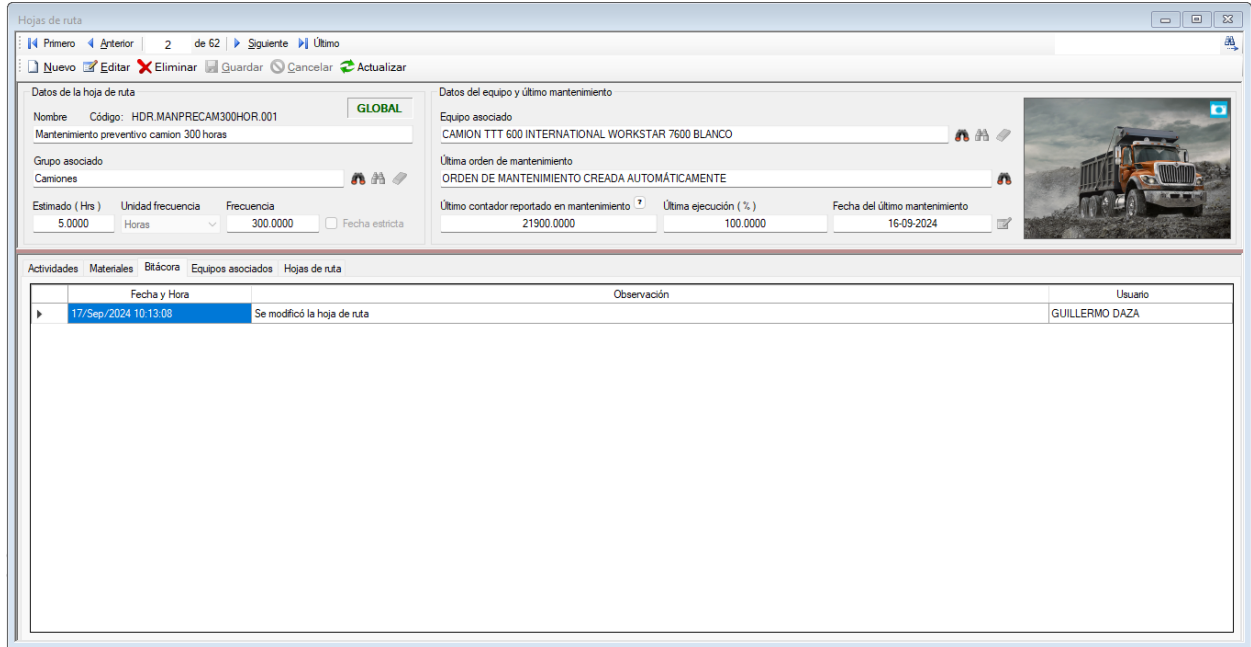 Hojas de ruta
Primero Anterior 2 de 62 Siguiente Último
Nuevo Editar Eliminar Guardar Cancelar Actualizar
Datos de la hoja de ruta
GLOBAL
Nombre Código: HDR.MANPRECAM300HOR.001
Mantenimiento preventivo camion 300 horas
Grupo asociado
Camiones
Estimado ( Hrs ) Unidad frecuencia Frecuencia
5.0000 Horas 300.0000 Fecha estricta
Datos del equipo y último mantenimiento
Equipo asociado
CAMION TTT 600 INTERNATIONAL WORKSTAR 7600 BLANCO
Última orden de mantenimiento
ORDEN DE MANTENIMIENTO CREADA AUTOMÁTICAMENTE
Último contador reportado en mantenimiento ? Última ejecución ( % ) Fecha del último mantenimiento
21900.0000 100.0000 16-09-2024
Actividades Materiales Bitácora Equipos asociados Hojas de ruta
Fecha y Hora Observación Usuario
17/Sep/2024 10:13:08 Se modificó la hoja de ruta GUILLERMO DAZA